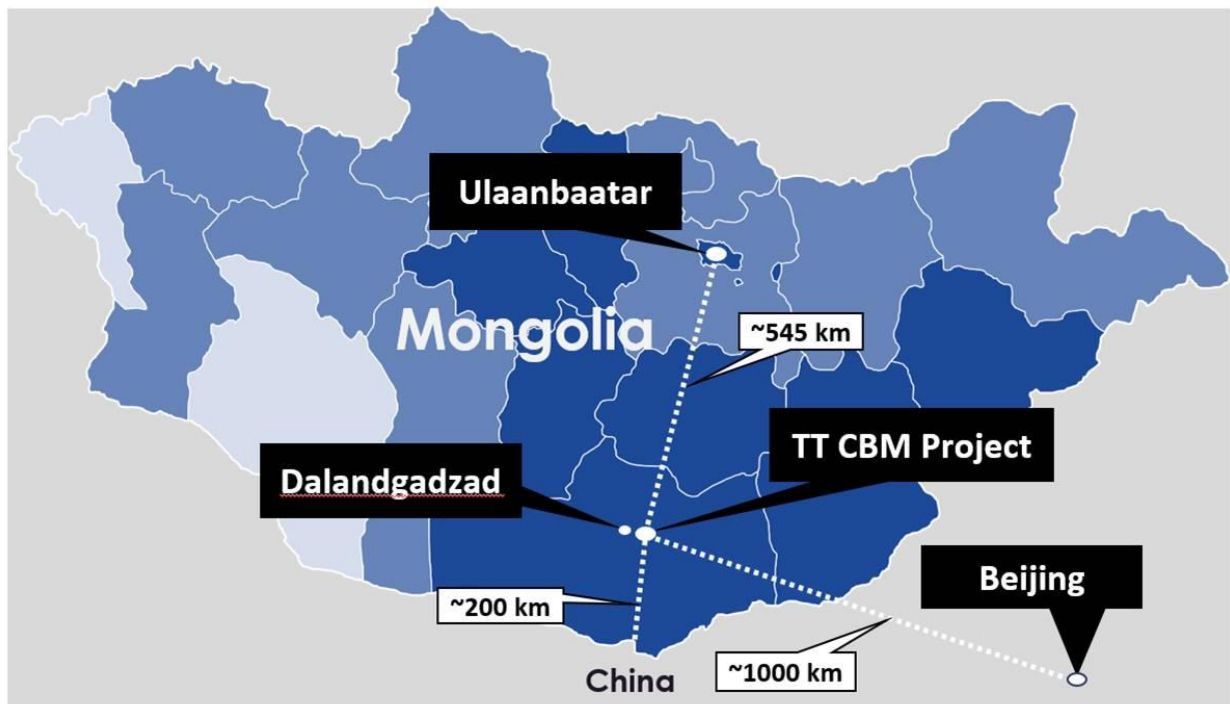 Ulaanbaatar
Mongolia
~545 km
TT CBM Project
Dalandgadzad
Beijing
~200 km
~1000 km
China